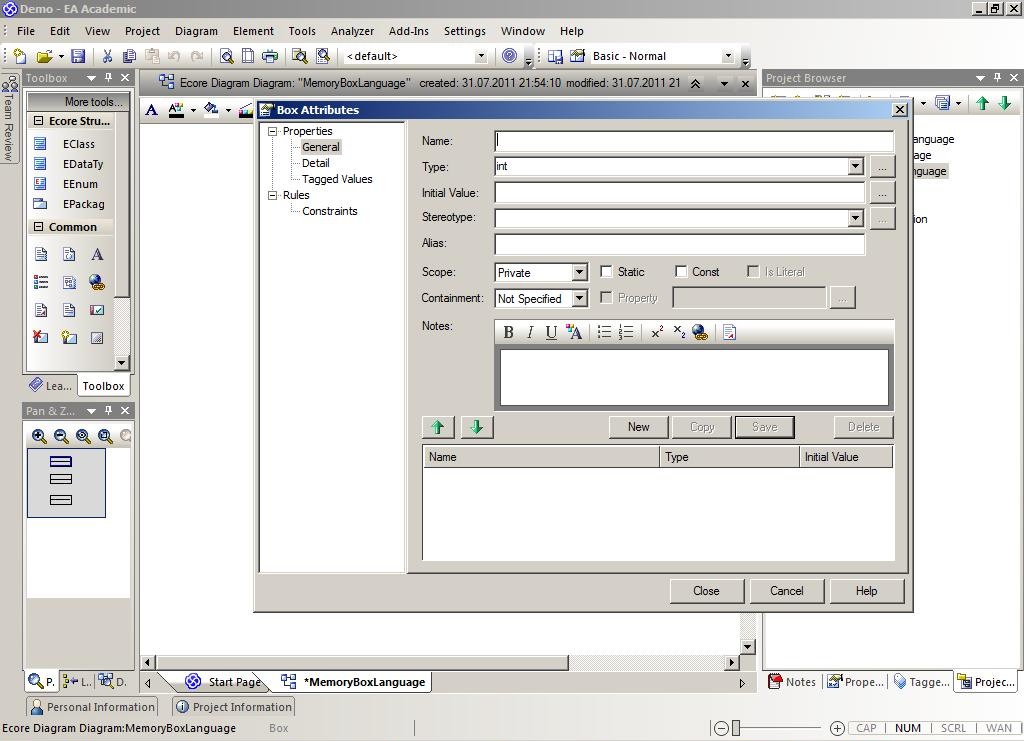 Demo - EA Academic
File Edit View Project Diagram Element Tools Analyzer Add-Ins Settings Window Help
<default> Basic - Normal
Team Review
Toolbox
More tools...
Ecore Stru...
EClass
EDataTy
EEnum
EPackag
Common
Lea... Toolbox
Pan & Z...
P. L.. D.
Ecore Diagram Diagram: "MemoryBoxLanguage" created: 31.07.2011 21:54:10 modified: 31.07.2011 21
Box Attributes
Properties
General
Detail
Tagged Values
Rules
Constraints
Name:
Type: int ...
Initial Value: ...
Stereotype: ...
Alias:
Scope: Private Static Const Is Literal
Containment: Not Specified Property ...
Notes:
B I U A x² x₂
New Copy Save Delete
Name Type Initial Value
Close Cancel Help
Project Browser
anguage
age
nguage
ion
Start Page *MemoryBoxLanguage
Notes Prope... Tagge... Projec...
Personal Information Project Information
Ecore Diagram Diagram:MemoryBoxLanguage Box CAP NUM SCRL WAN